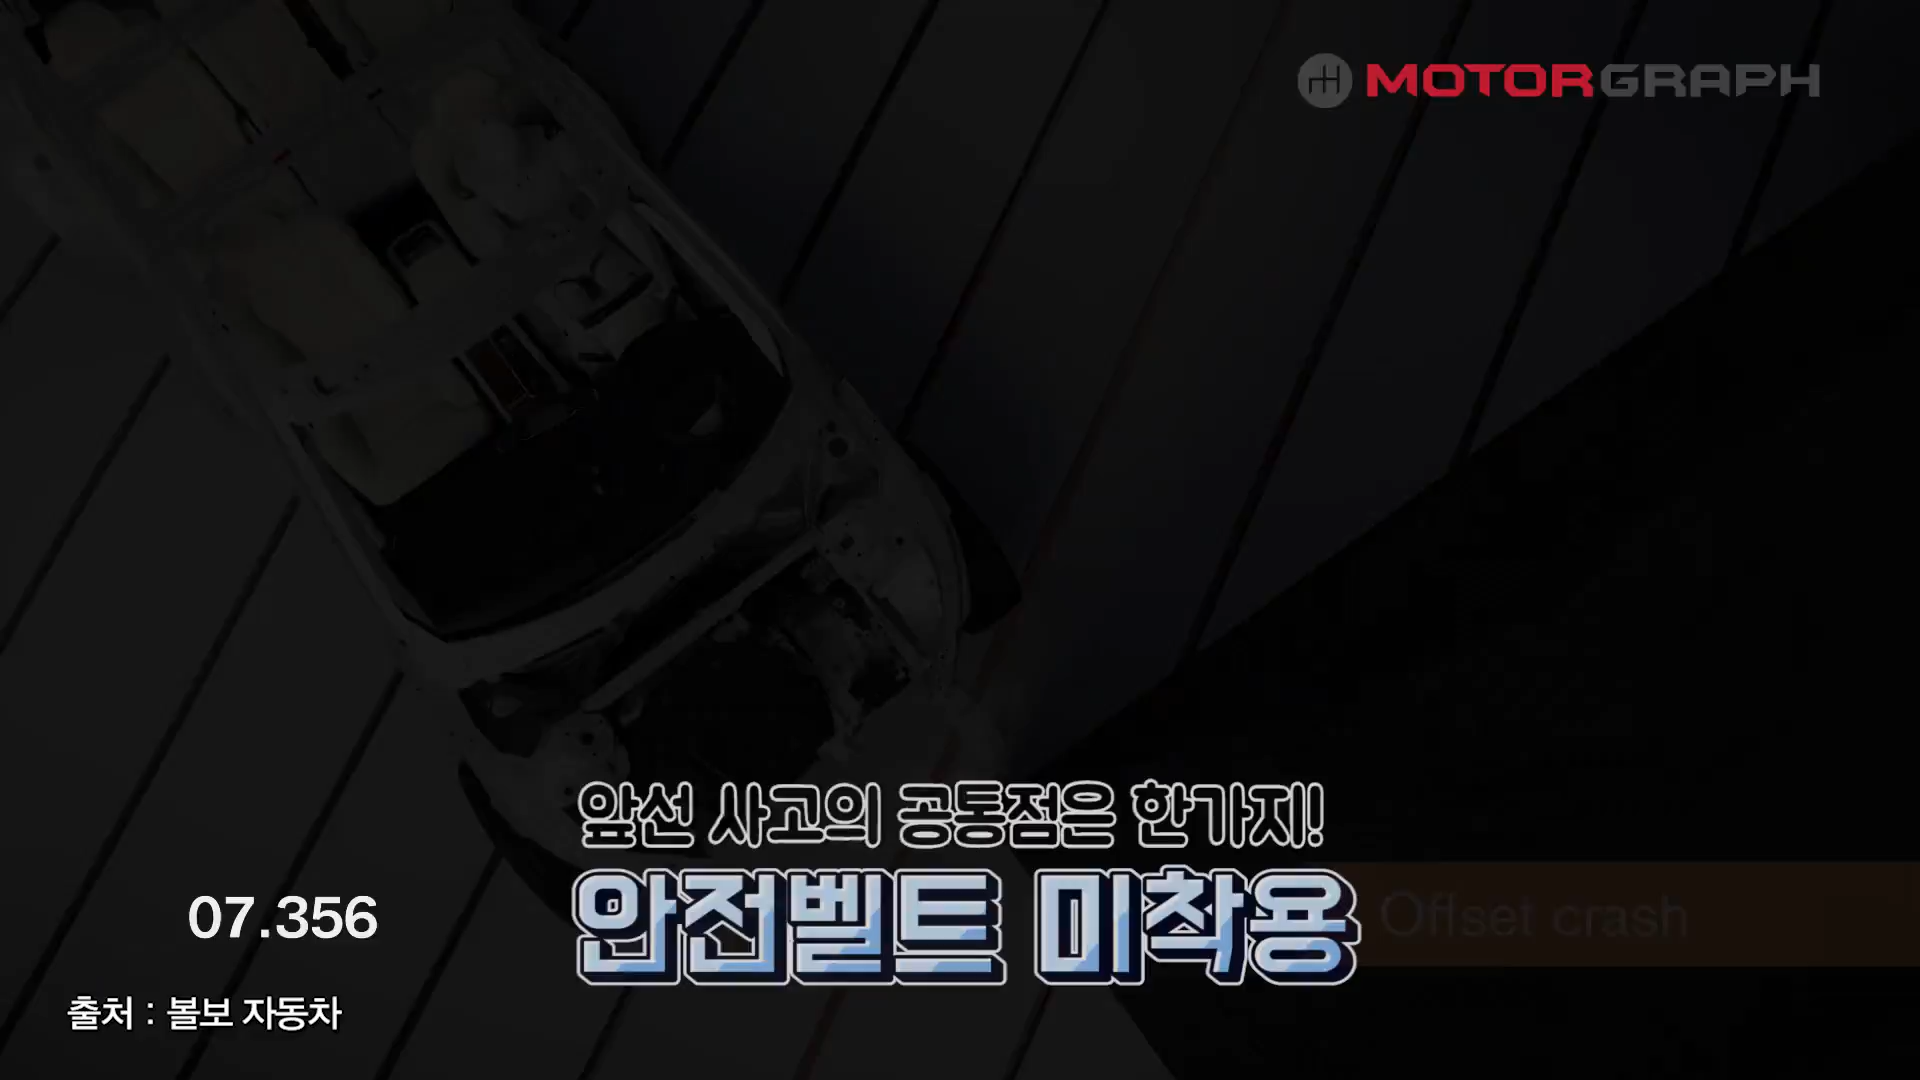 MOTORGRAPH
앞선 사고의 공통점은 한가지!
안전벨트 미착용
Offset crash
07.356
출처 : 볼보 자동차